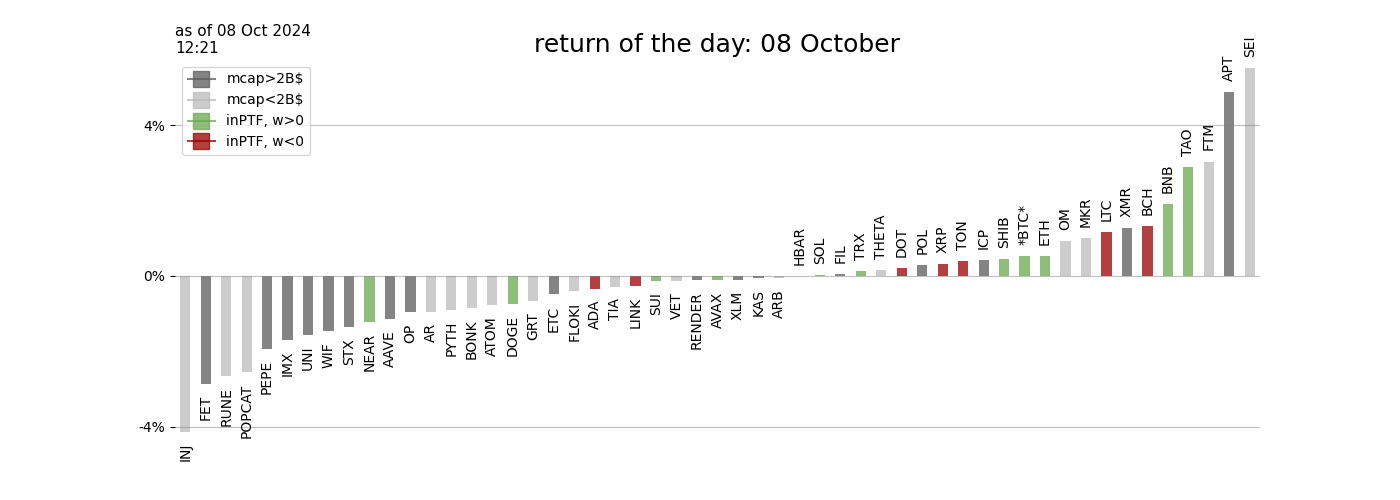 as of 08 Oct 2024
12:21
return of the day: 08 October
mcap>2B$
mcap<2B$
inPTF, w>0
inPTF, w<0
4%
0%
-4%
INJ
FET
RUNE
POPCAT
PEPE
IMX
UNI
WIF
STX
NEAR
AAVE
OP
AR
PYTH
BONK
ATOM
DOGE
GRT
ETC
FLOKI
ADA
TIA
LINK
SUI
VET
RENDER
AVAX
XLM
KAS
ARB
HBAR
SOL
FIL
TRX
THETA
DOT
POL
XRP
TON
ICP
SHIB
*BTC*
ETH
OM
MKR
LTC
XMR
BCH
BNB
TAO
FTM
APT
SEI